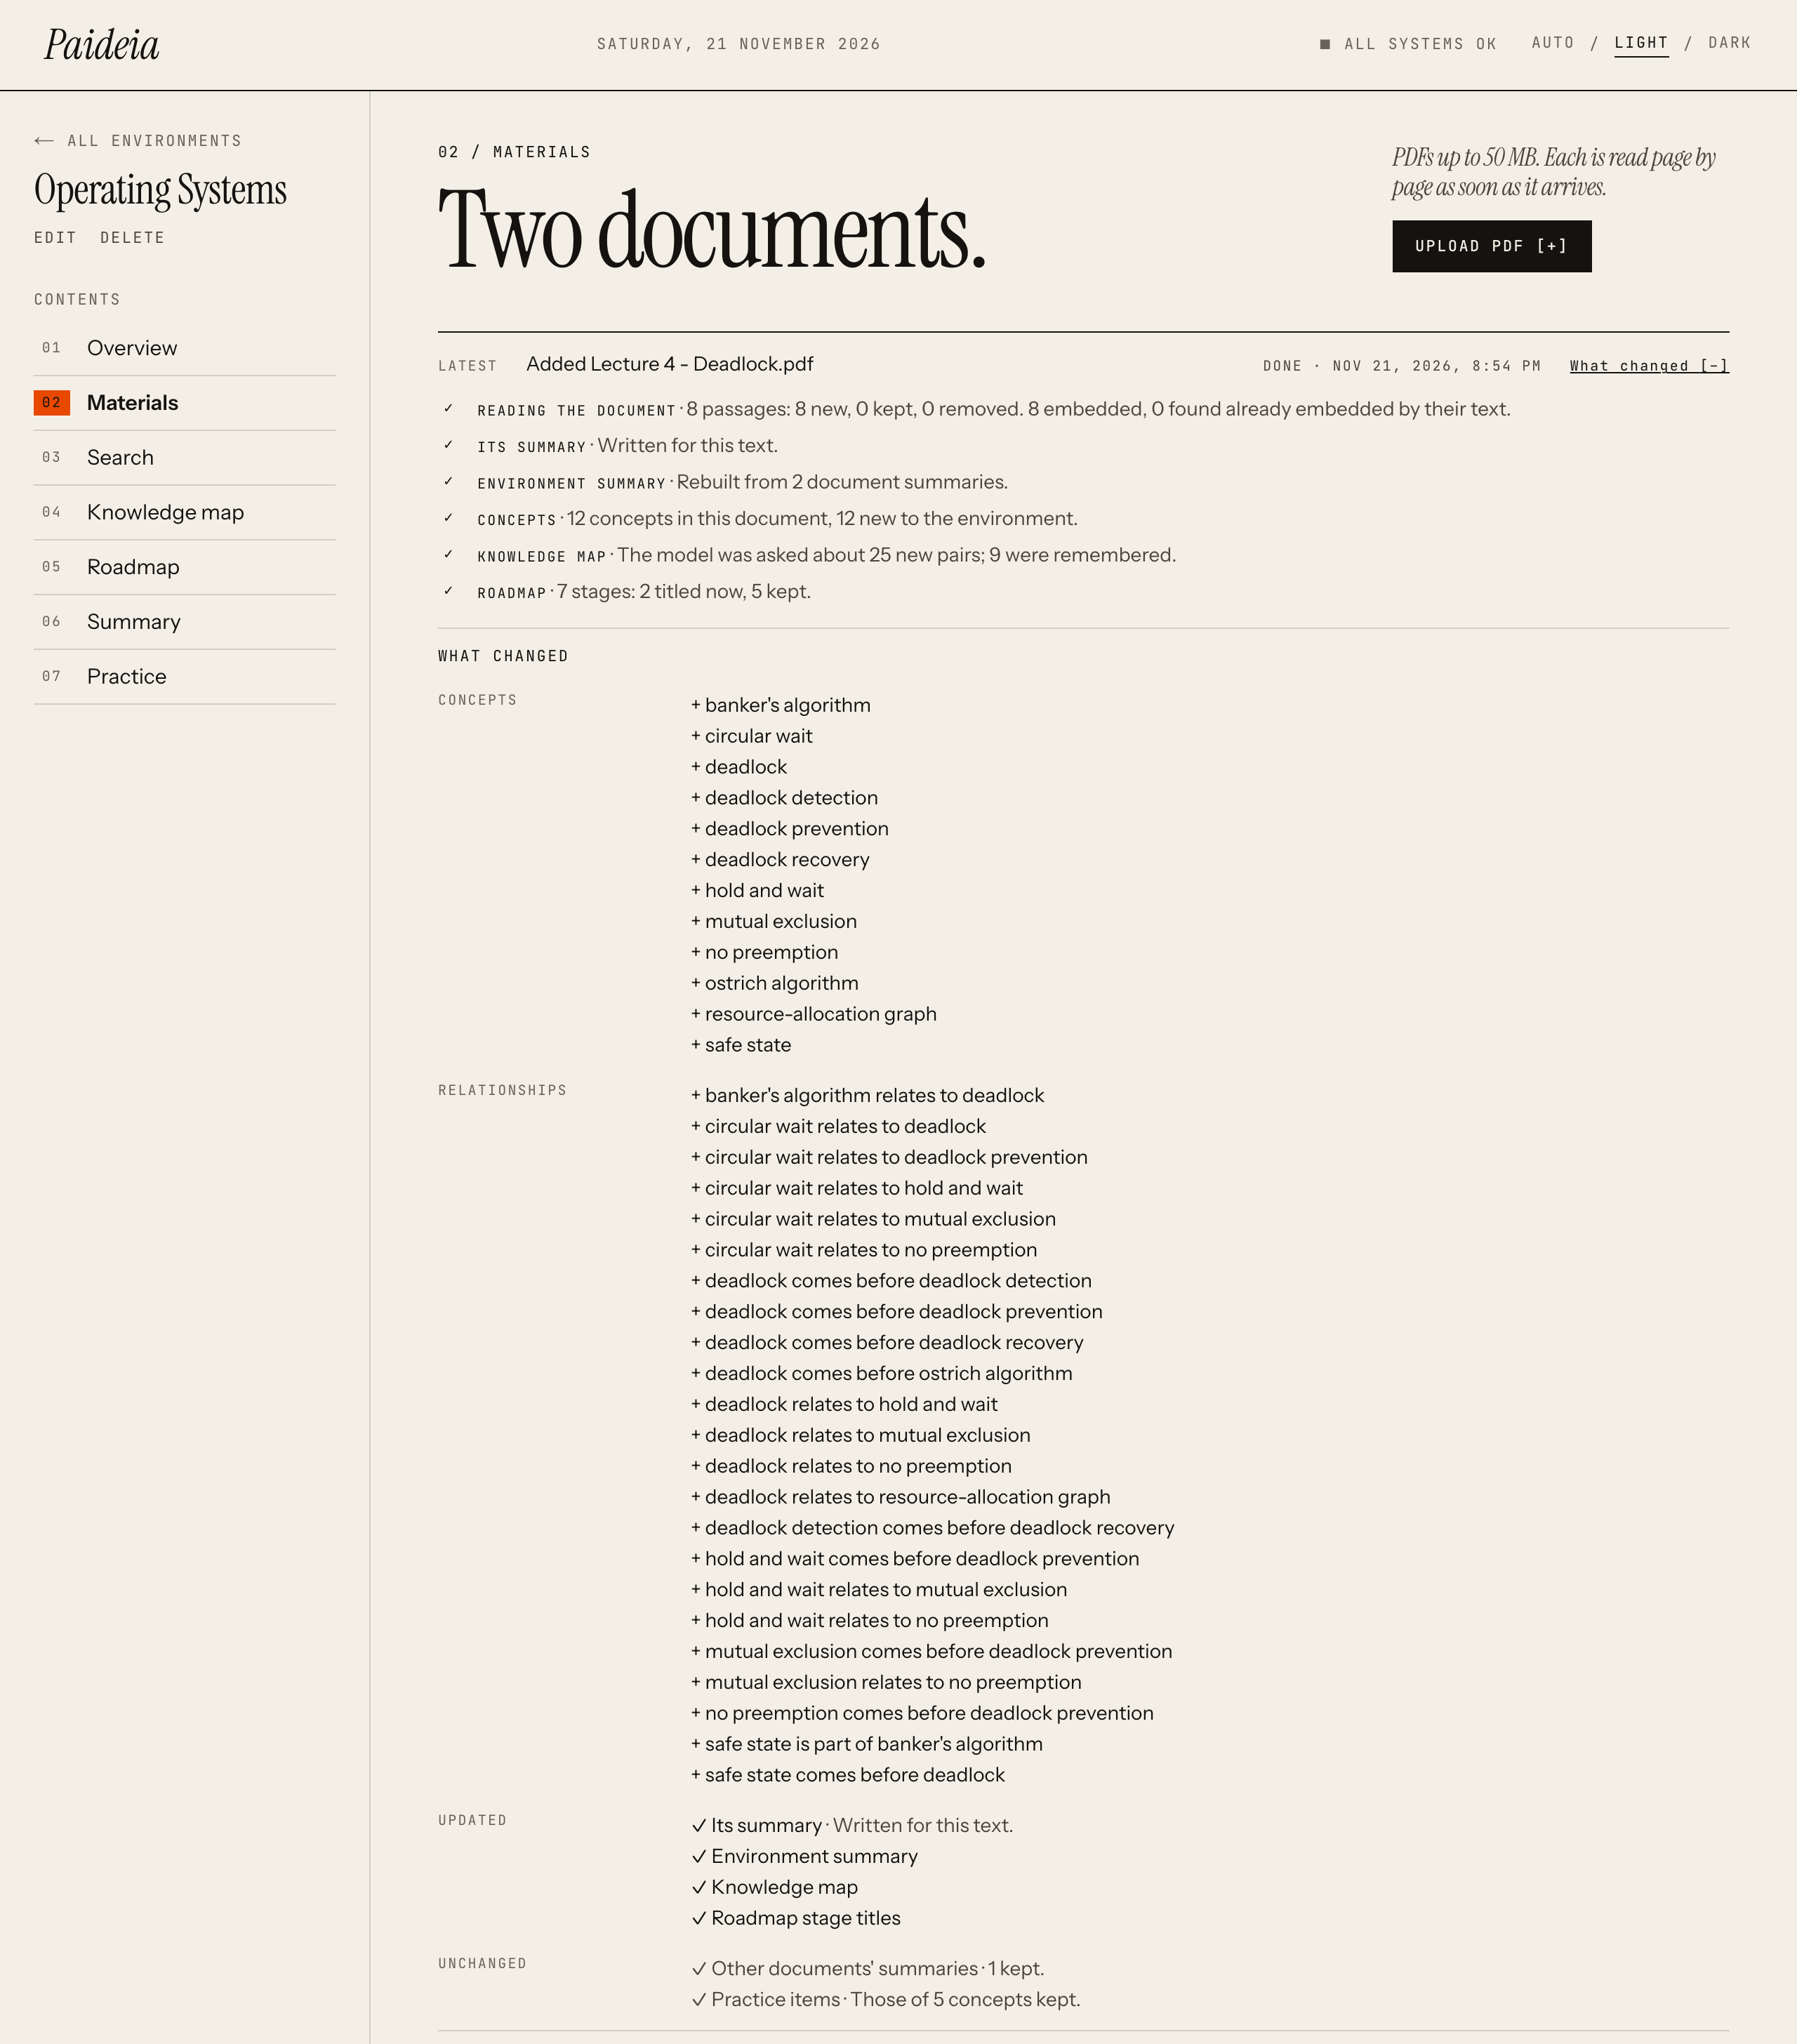 Paideia
SATURDAY, 21 NOVEMBER 2026
■ ALL SYSTEMS OK
AUTO / LIGHT / DARK
← ALL ENVIRONMENTS
Operating Systems
EDIT DELETE
CONTENTS
01 Overview
02 Materials
03 Search
04 Knowledge map
05 Roadmap
06 Summary
07 Practice
02 / MATERIALS
Two documents.
PDFs up to 50 MB. Each is read page by
page as soon as it arrives.
UPLOAD PDF [+]
LATEST Added Lecture 4 - Deadlock.pdf DONE · NOV 21, 2026, 8:54 PM What changed [–]
✓ READING THE DOCUMENT · 8 passages: 8 new, 0 kept, 0 removed. 8 embedded, 0 found already embedded by their text.
✓ ITS SUMMARY · Written for this text.
✓ ENVIRONMENT SUMMARY · Rebuilt from 2 document summaries.
✓ CONCEPTS · 12 concepts in this document, 12 new to the environment.
✓ KNOWLEDGE MAP · The model was asked about 25 new pairs; 9 were remembered.
✓ ROADMAP · 7 stages: 2 titled now, 5 kept.
WHAT CHANGED
CONCEPTS
+ banker's algorithm
+ circular wait
+ deadlock
+ deadlock detection
+ deadlock prevention
+ deadlock recovery
+ hold and wait
+ mutual exclusion
+ no preemption
+ ostrich algorithm
+ resource-allocation graph
+ safe state
RELATIONSHIPS
+ banker's algorithm relates to deadlock
+ circular wait relates to deadlock
+ circular wait relates to deadlock prevention
+ circular wait relates to hold and wait
+ circular wait relates to mutual exclusion
+ circular wait relates to no preemption
+ deadlock comes before deadlock detection
+ deadlock comes before deadlock prevention
+ deadlock comes before deadlock recovery
+ deadlock comes before ostrich algorithm
+ deadlock relates to hold and wait
+ deadlock relates to mutual exclusion
+ deadlock relates to no preemption
+ deadlock relates to resource-allocation graph
+ deadlock detection comes before deadlock recovery
+ hold and wait comes before deadlock prevention
+ hold and wait relates to mutual exclusion
+ hold and wait relates to no preemption
+ mutual exclusion comes before deadlock prevention
+ mutual exclusion relates to no preemption
+ no preemption comes before deadlock prevention
+ safe state is part of banker's algorithm
+ safe state comes before deadlock
UPDATED
✓ Its summary · Written for this text.
✓ Environment summary
✓ Knowledge map
✓ Roadmap stage titles
UNCHANGED
✓ Other documents' summaries · 1 kept.
✓ Practice items · Those of 5 concepts kept.